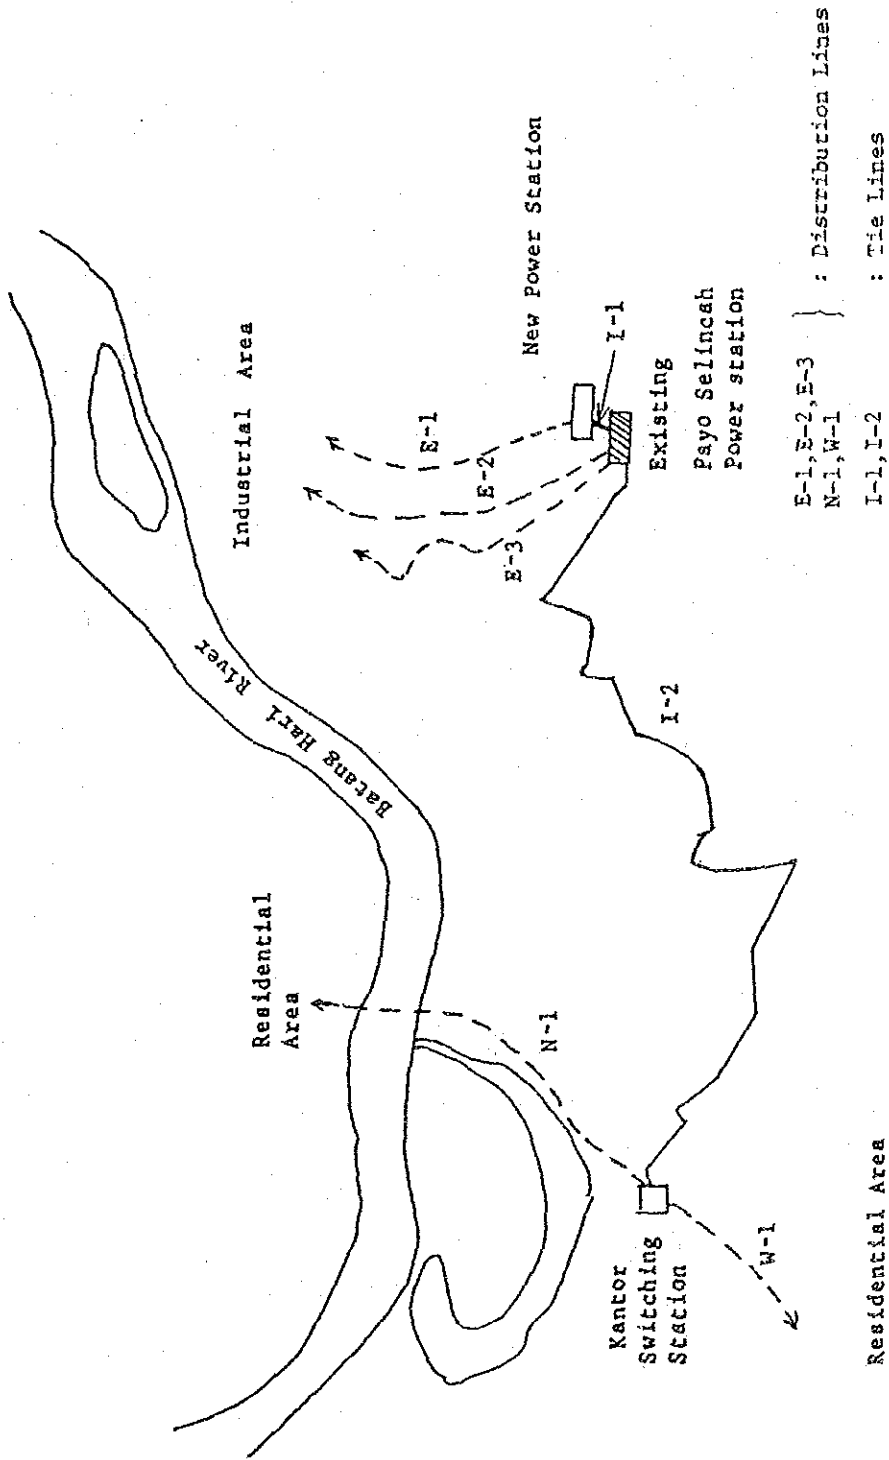 Industrial Area
Batang Hari River
Residential
Area
New Power Station
E-1
E-2
E-3
I-1
Existing
Payo Selincah
Power station
N-1
I-2
Kantor
Switching
Station
W-1
Residential Area
E-1,E-2,E-3
N-1,W-1 } : Distribution Lines
I-1,I-2 : Tie Lines